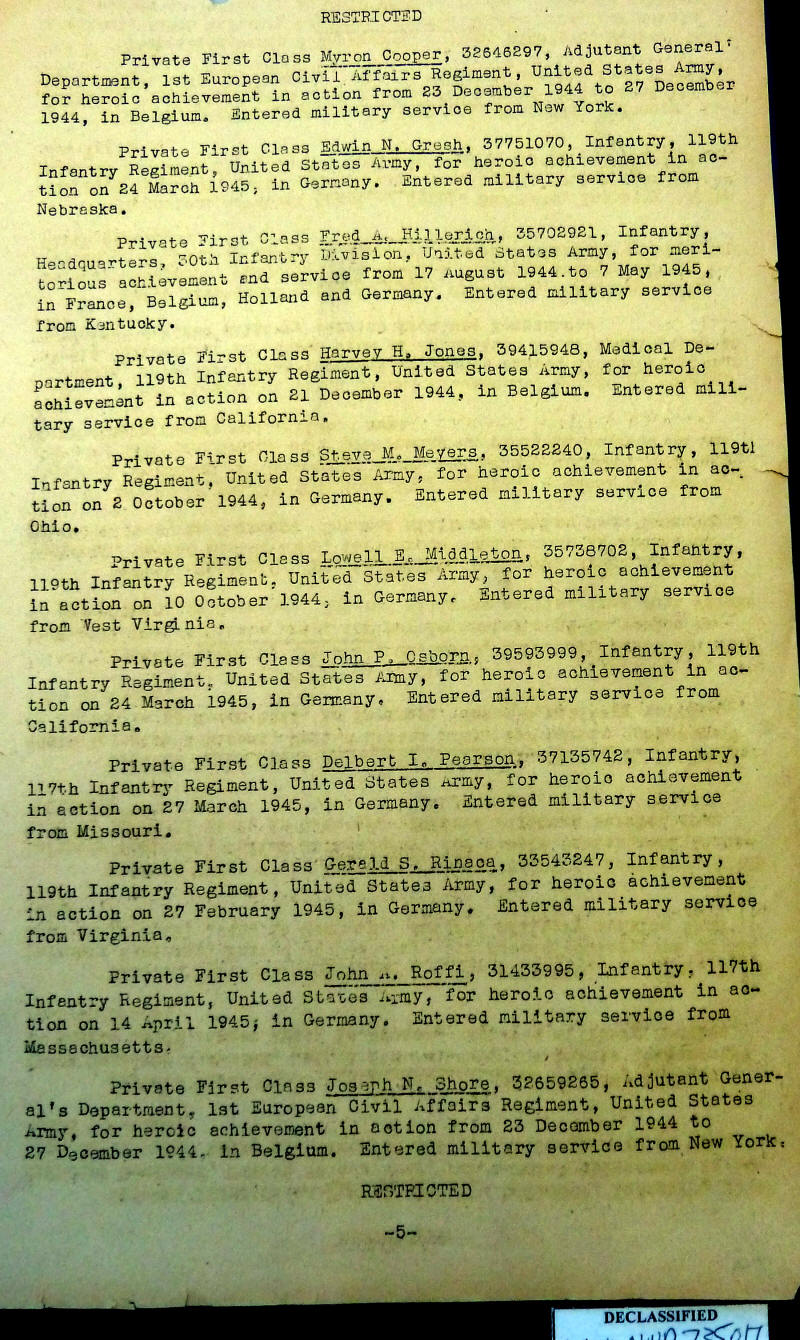 RESTRICTED
Private First Class Myron Cooper, 32646297, Adjutant General'
Department, 1st European Civil Affairs Regiment, United States Army,
for heroic achievement in action from 23 December 1944 to 27 December
1944, in Belgium. Entered military service from New York.
Private First Class Edwin N. Gresh, 37751070, Infantry, 119th
Infantry Regiment, United States Army, for heroic achievement in ac-
tion on 24 March 1945, in Germany. Entered military service from
Nebraska.
Private First Class Fred A. Hillerich, 35702921, Infantry,
Headquarters, 30th Infantry Division, United States Army, for meri-
torious achievement and service from 17 August 1944 to 7 May 1945,
in France, Belgium, Holland and Germany. Entered military service
from Kentucky.
Private First Class Harvey H. Jones, 39415948, Medical De-
partment, 119th Infantry Regiment, United States Army, for heroic
achievement in action on 21 December 1944, in Belgium. Entered mili-
tary service from California.
Private First Class Steve M. Meyers, 35522240, Infantry, 119th
Infantry Regiment, United States Army, for heroic achievement in ac-
tion on 2 October 1944, in Germany. Entered military service from
Ohio.
Private First Class Lowell E. Middleton, 35738702, Infantry,
119th Infantry Regiment, United States Army, for heroic achievement
in action on 10 October 1944, in Germany. Entered military service
from West Virginia.
Private First Class John P. Osborn, 39593999, Infantry, 119th
Infantry Regiment, United States Army, for heroic achievement in ac-
tion on 24 March 1945, in Germany. Entered military service from
California.
Private First Class Delbert I. Pearson, 37135742, Infantry,
117th Infantry Regiment, United States Army, for heroic achievement
in action on 27 March 1945, in Germany. Entered military service
from Missouri.
Private First Class Gerald S. Rinaca, 33543247, Infantry,
119th Infantry Regiment, United States Army, for heroic achievement
in action on 27 February 1945, in Germany. Entered military service
from Virginia.
Private First Class John A. Roffi, 31433995, Infantry, 117th
Infantry Regiment, United States Army, for heroic achievement in ac-
tion on 14 April 1945, in Germany. Entered military service from
Massachusetts.
Private First Class Joseph N. Shore, 32659265, Adjutant Gener-
al's Department, 1st European Civil Affairs Regiment, United States
Army, for heroic achievement in action from 23 December 1944 to
27 December 1944, in Belgium. Entered military service from New York.
RESTRICTED
-5-
DECLASSIFIED